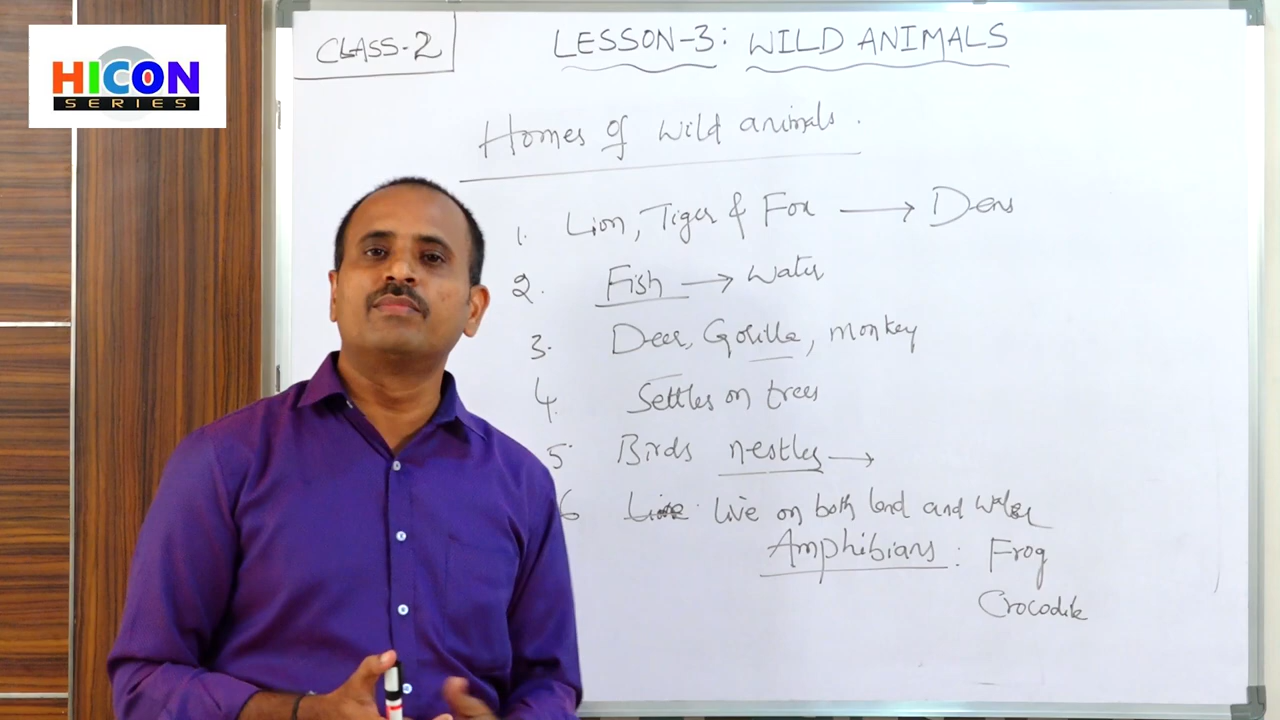 HICON
SERIES
CLASS-2
LESSON-3: WILD ANIMALS
Homes of wild animals.
1. Lion, Tiger & Fox → Dens
2. Fish → Water
3. Deer, Gorilla, monkey
4. Settles on trees
5 Birds nestles →
6 live on both land and water
Amphibians: Frog
Crocodile